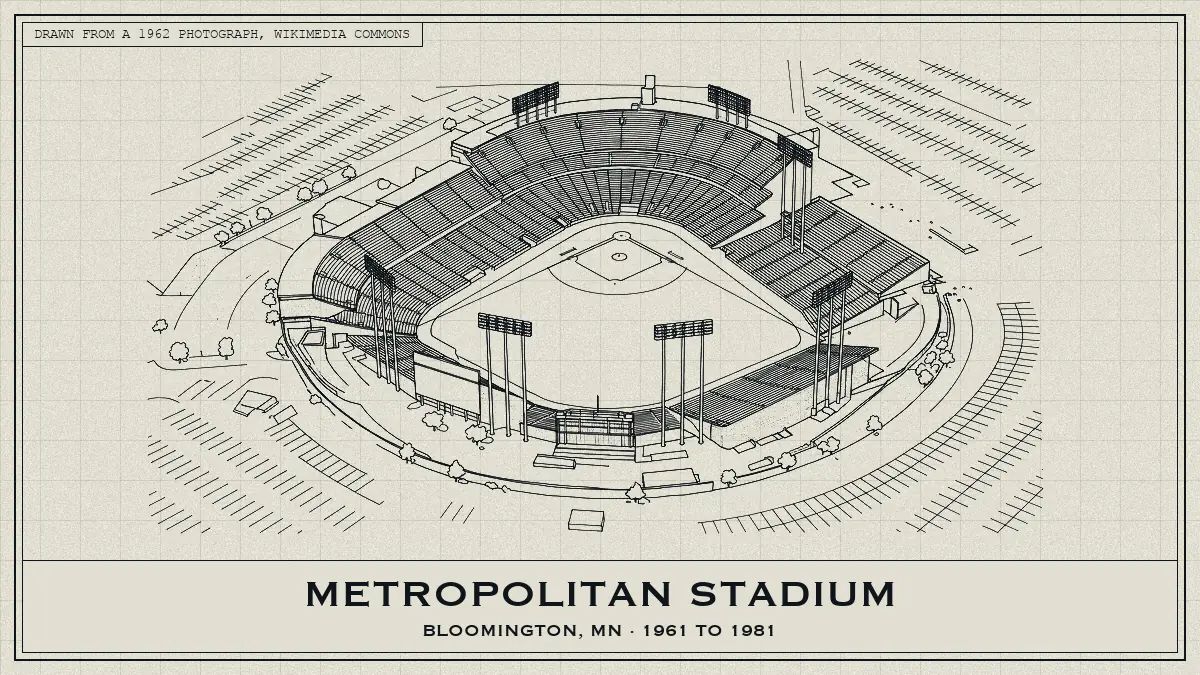 DRAWN FROM A 1962 PHOTOGRAPH, WIKIMEDIA COMMONS
METROPOLITAN STADIUM
BLOOMINGTON, MN · 1961 TO 1981